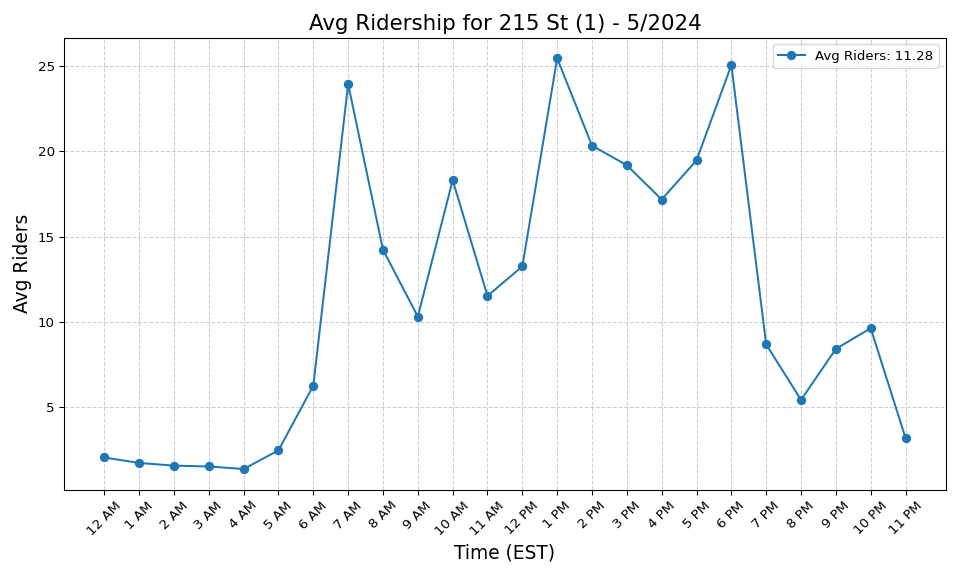 Avg Ridership for 215 St (1) - 5/2024
Avg Riders: 11.28
25
20
15
10
5
Avg Riders
12 AM
1 AM
2 AM
3 AM
4 AM
5 AM
6 AM
7 AM
8 AM
9 AM
10 AM
11 AM
12 PM
1 PM
2 PM
3 PM
4 PM
5 PM
6 PM
7 PM
8 PM
9 PM
10 PM
11 PM
Time (EST)